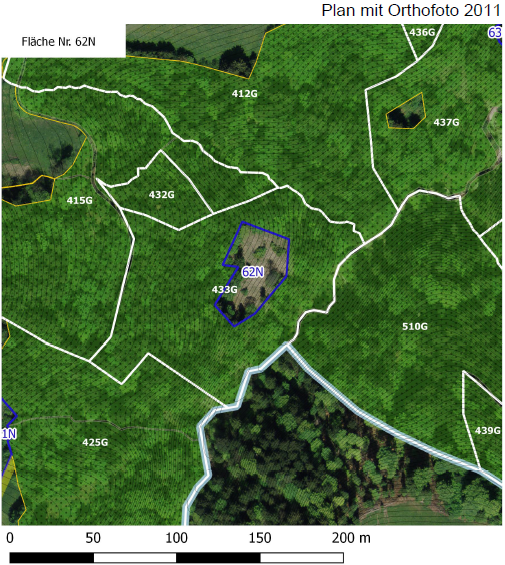 Plan mit Orthofoto 2011
Fläche Nr. 62N
436G
63
412G
437G
432G
415G
62N
433G
510G
1N
425G
439G
0 50 100 150 200 m